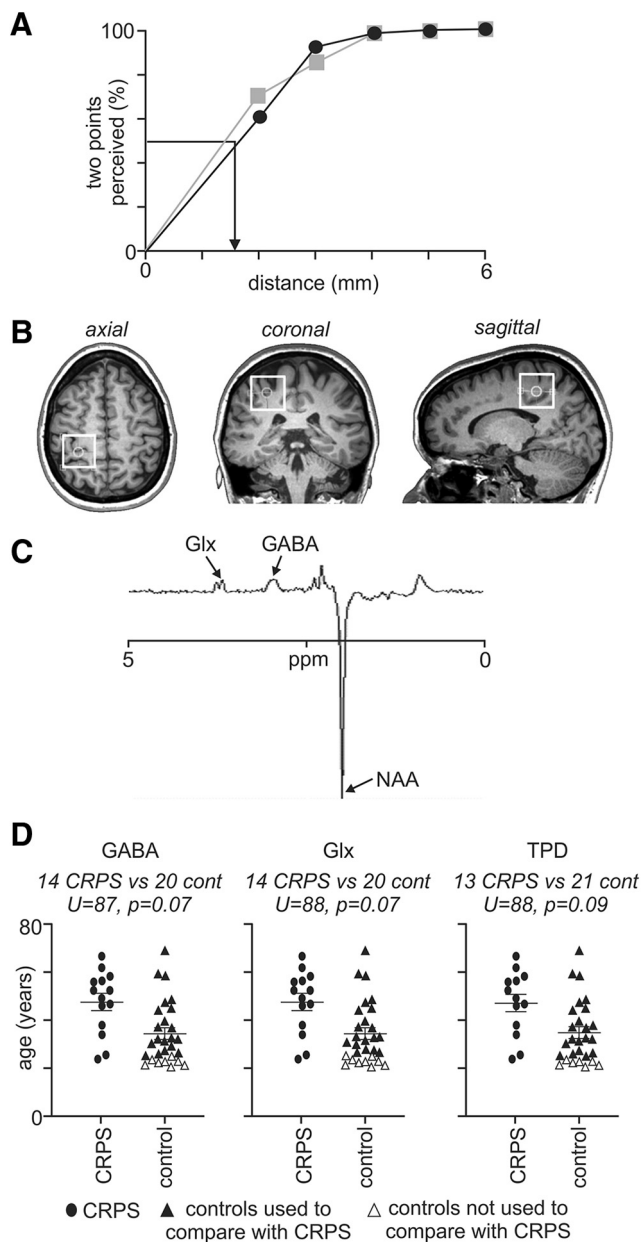 A
100
two points
perceived (%)
0
0
distance (mm)
6
B
axial
coronal
sagittal
C
Glx
GABA
5
ppm
0
NAA
D
GABA
Glx
TPD
14 CRPS vs 20 cont
14 CRPS vs 20 cont
13 CRPS vs 21 cont
U=87, p=0.07
U=88, p=0.07
U=88, p=0.09
80
age (years)
0
CRPS
control
CRPS
control
CRPS
control
CRPS
controls used to
compare with CRPS
controls not used to
compare with CRPS